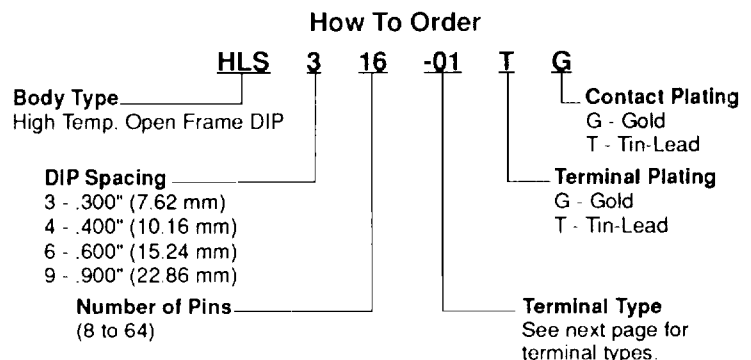 How To Order
HLS 3 16 -01 T G
Body Type
High Temp. Open Frame DIP
Contact Plating
G - Gold
T - Tin-Lead
DIP Spacing
3 - .300" (7.62 mm)
4 - .400" (10.16 mm)
6 - .600" (15.24 mm)
9 - .900" (22.86 mm)
Terminal Plating
G - Gold
T - Tin-Lead
Number of Pins
(8 to 64)
Terminal Type
See next page for
terminal types.